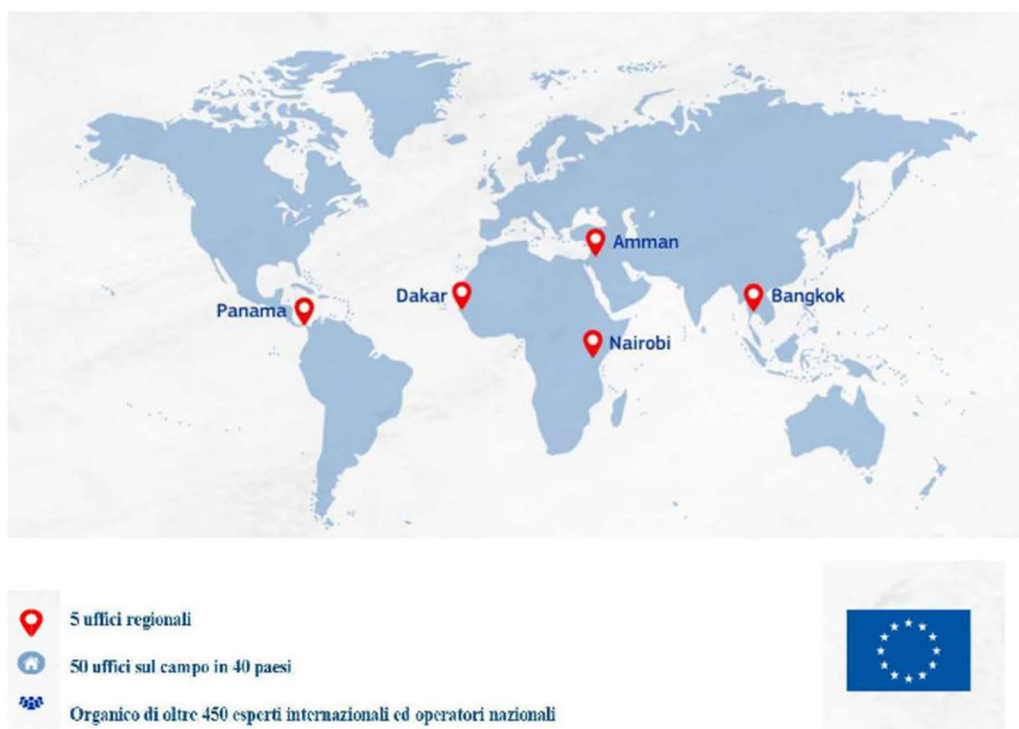 Amman
Dakar
Bangkok
Panama
Nairobi
5 uffici regionali
50 uffici sul campo in 40 paesi
Organico di oltre 450 esperti internazionali ed operatori nazionali